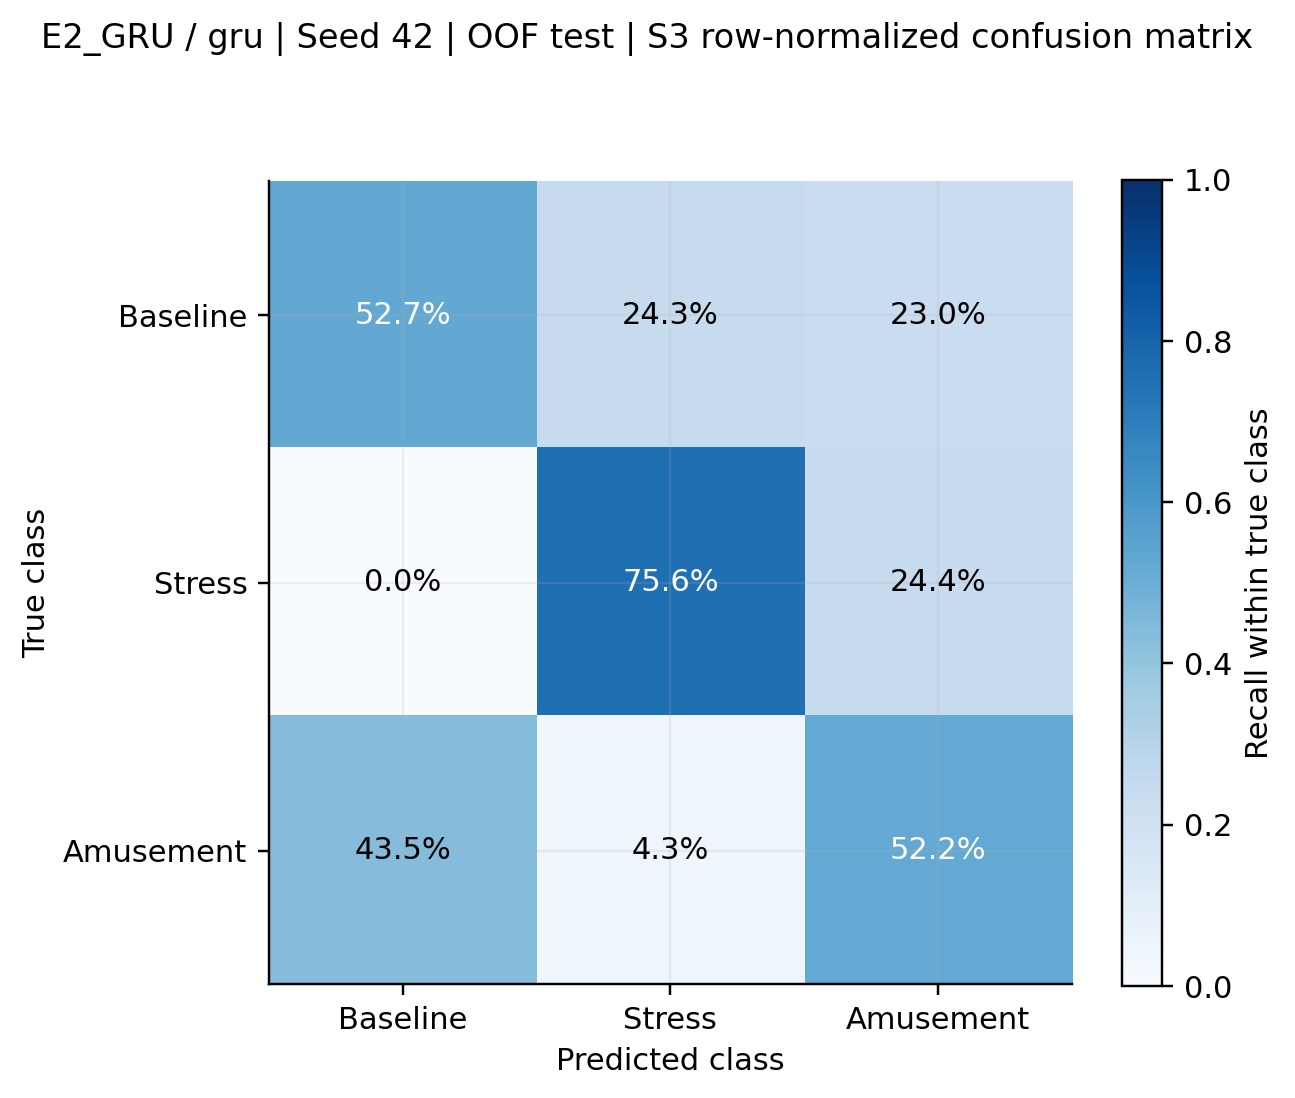 E2_GRU / gru | Seed 42 | OOF test | S3 row-normalized confusion matrix
1.0
0.8
0.6
0.4
0.2
0.0
Recall within true class
True class
Baseline
52.7%
24.3%
23.0%
Stress
0.0%
75.6%
24.4%
Amusement
43.5%
4.3%
52.2%
Baseline
Stress
Amusement
Predicted class